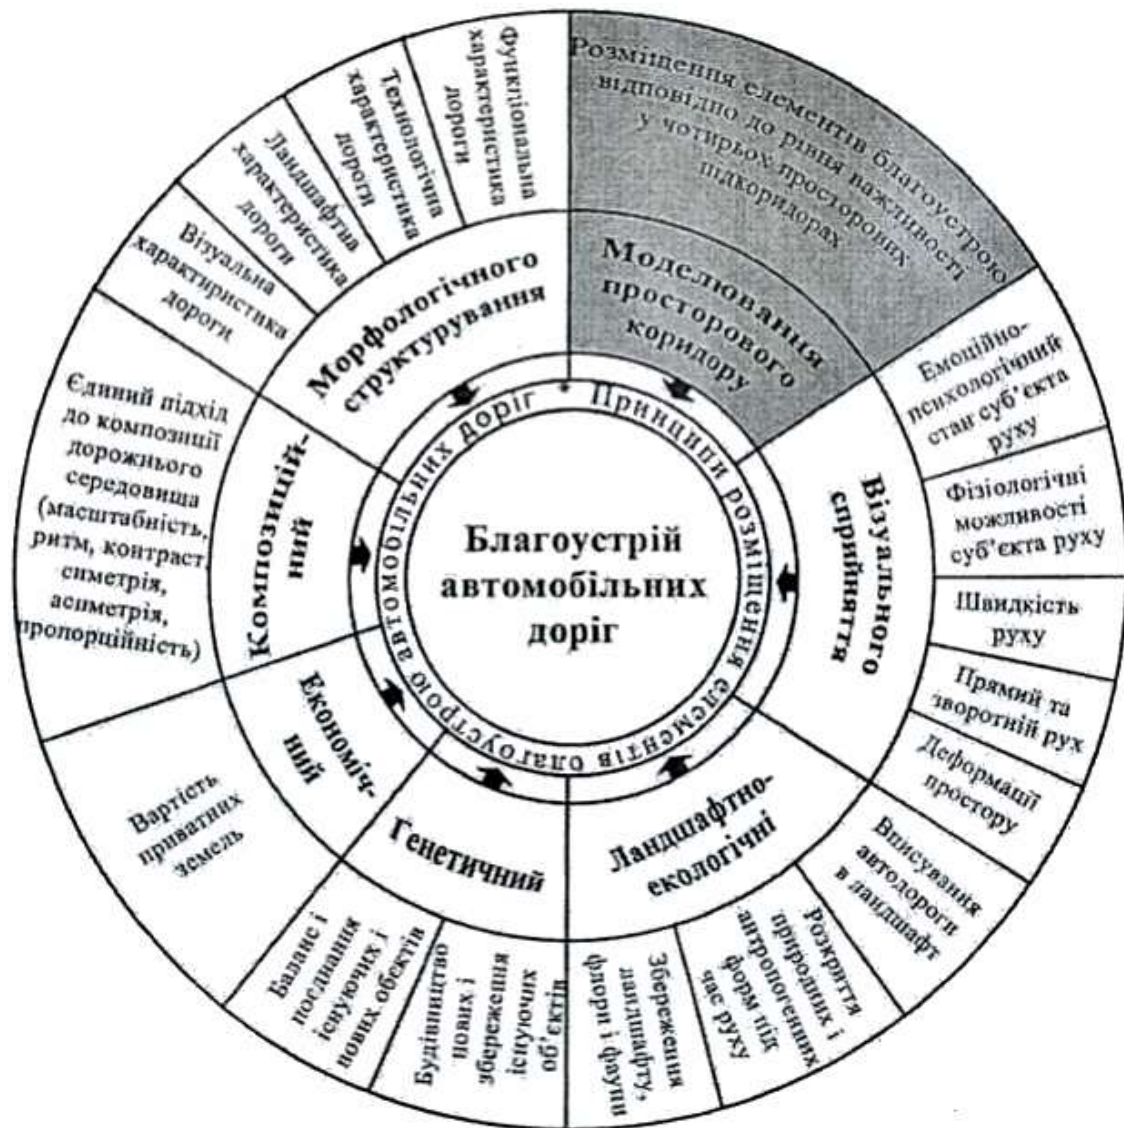 Благоустрій
автомобільних
доріг
Принципи розміщення елементів благоустрою автомобільних доріг *
Моделювання
просторового
коридору
Розміщення елементів благоустрою
відповідно до рівня важливості
у чотирьох просторових
підкоридорах
Візуального
сприйняття
Емоційно-
психологічний
стан суб’єкта
руху
Фізіологічні
можливості
суб’єкта руху
Швидкість
руху
Прямий та
зворотній рух
Деформації
простору
Ландшафтно-
екологічні
Вписування
автодороги
в ландшафт
Розкриття
природних і
антропогенних
форм під
час руху
Збереження
ландшафту,
флори і фауни
Генетичний
Будівництво
нових і
збереження
існуючих
об’єктів
Баланс і
поєднання
існуючих і
нових обєктів
Економіч-
ний
Вартість
приватних
земель
Композицій-
ний
Єдиний підхід
до композиції
дорожнього
середовища
(масштабність,
ритм, контраст,
симетрія,
асиметрія,
пропорційність)
Морфологічного
структурування
Візуальна
характиристика
дороги
Ландшафтна
характеристика
дороги
Технологічна
характеристика
дороги
Функціональна
характеристика
дороги